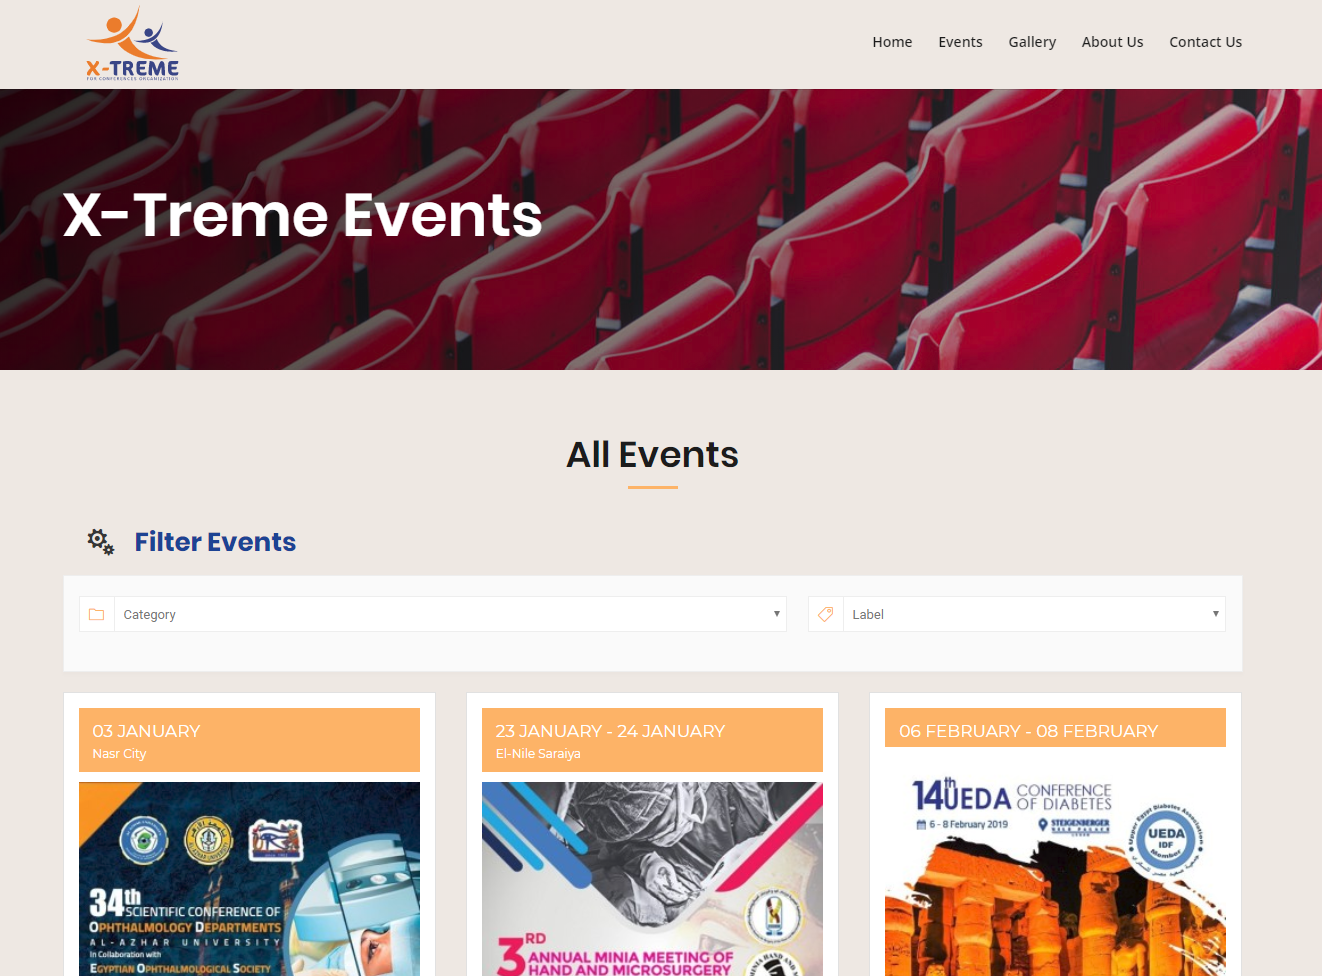 X-TREME
FOR CONFERENCES ORGANIZATION
Home
Events
Gallery
About Us
Contact Us
X-Treme Events
All Events
Filter Events
Category
Label
03 JANUARY
Nasr City
34th
SCIENTIFIC CONFERENCE OF
OPHTHALMOLOGY DEPARTMENTS
AL-AZHAR UNIVERSITY
In Collaboration with
EGYPTIAN OPHTHALMOLOGICAL SOCIETY
23 JANUARY - 24 JANUARY
El-Nile Saraiya
3RD
ANNUAL MINIA MEETING OF
HAND AND MICROSURGERY
06 FEBRUARY - 08 FEBRUARY
14th UEDA CONFERENCE
OF DIABETES
6 - 8 February 2019
STEIGENBERGER
NILE PALACE
Upper Egypt Diabetes Association
UEDA
IDF
Member